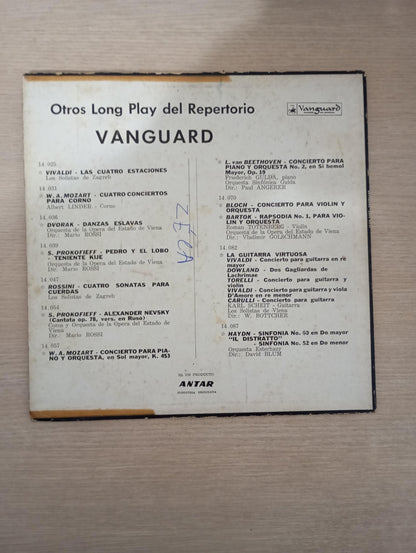 Otros Long Play del Repertorio
VANGUARD
Vanguard
14.025
VIVALDI - LAS CUATRO ESTACIONES
Los Solistas de Zagreb
14.031
W. A. MOZART - CUATRO CONCIERTOS
PARA CORNO
Albert LINDER - Corno
14.036
DVORAK - DANZAS ESLAVAS
Orquesta de la Opera del Estado de Viena
Dir.: Mario ROSSI
14.039
S. PROKOFIEFF - PEDRO Y EL LOBO
- TENIENTE KIJE
Orquesta de la Opera del Estado de Viena
Dir.: Mario ROSSI
14.047
ROSSINI - CUATRO SONATAS PARA
CUERDAS
Los Solistas de Zagreb
14.054
S. PROKOFIEFF - ALEXANDER NEVSKY
(Cantata op. 78, vers. en Ruso)
Coros y Orquesta de la Opera del Estado de
Viena
Dir.: Mario ROSSI
14.057
W. A. MOZART - CONCIERTO PARA PIA-
NO Y ORQUESTA, en Sol mayor, K. 453
ZECA
L. van BEETHOVEN - CONCIERTO PARA
PIANO Y ORQUESTA No. 2, en Si bemol
Mayor, Op. 19
Friederich GULDA, piano
Orquesta Sinfónica Gulda
Dir.: Paul ANGERER
14.070
BLOCH - CONCIERTO PARA VIOLIN Y
ORQUESTA
BARTOK - RAPSODIA No. 1, PARA VIO-
LIN Y ORQUESTA
Roman TOTENBERG - Violín
Orquesta de la Opera del Estado de Viena
Dir.: Vladimir GOLSCHMANN
14.082
LA GUITARRA VIRTUOSA
VIVALDI - Concierto para guitarra en re
mayor
DOWLAND - Dos Gagliardas de
Lachrimae
TORELLI - Concierto para guitarra y
violín
VIVALDI - Concierto para guitarra y viola
D'Amore en re menor
CARULLI - Concierto para guitarra
KARL SCHEIT - Guitarra
Los Solistas de Viena
Dir.: W. BOTTCHER
14.087
HAYDN - SINFONIA No. 60 en Do mayor
"IL DISTRATTO"
- SINFONIA No. 52 en Do menor
Orquesta Esterhazy
Dir.: David BLUM
ES UN PRODUCTO
ANTAR
INDUSTRIA URUGUAYA